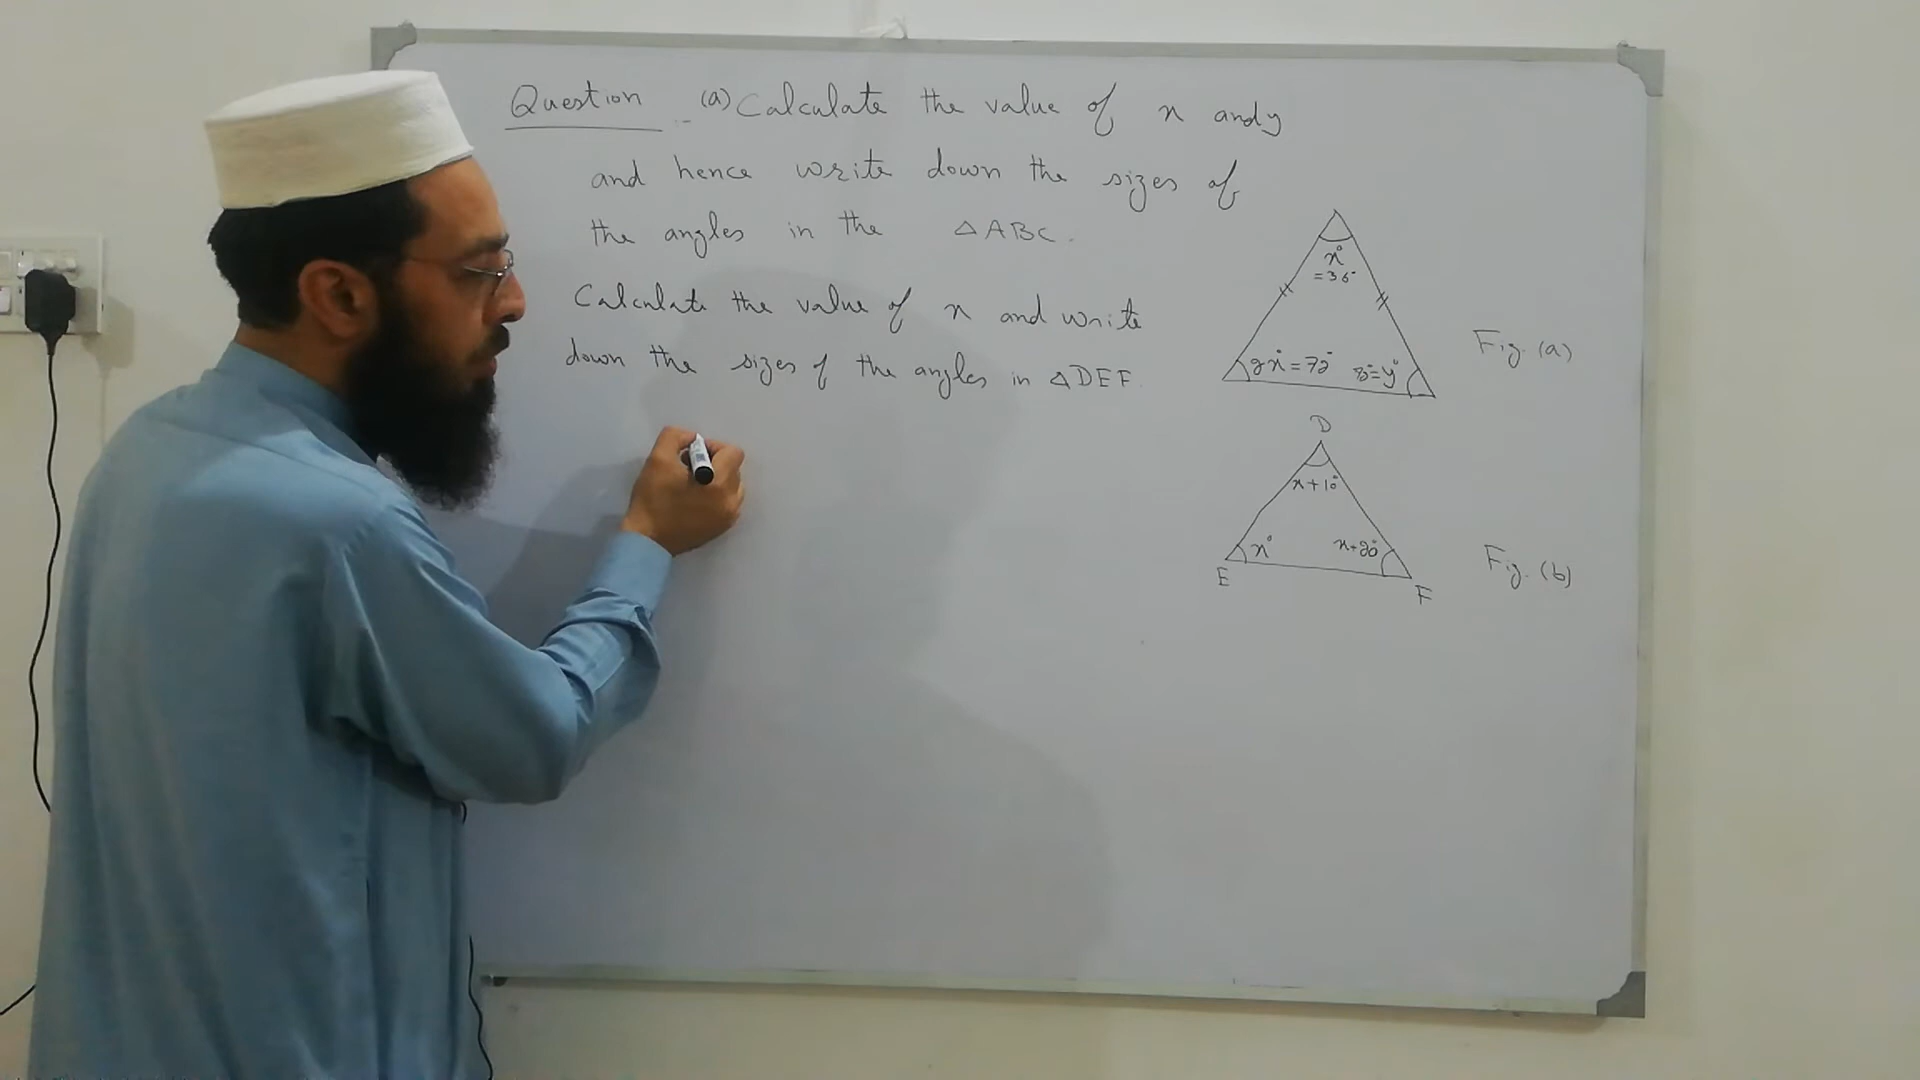 Question :- (a) Calculate the value of x and y
and hence write down the sizes of
the angles in the △ABC.
Calculate the value of x and write
down the sizes of the angles in △DEF.
x°
=36°
2x°=72°
=y°
Fig. (a)
D
x+10°
x°
x+20°
E
F
Fig. (b)